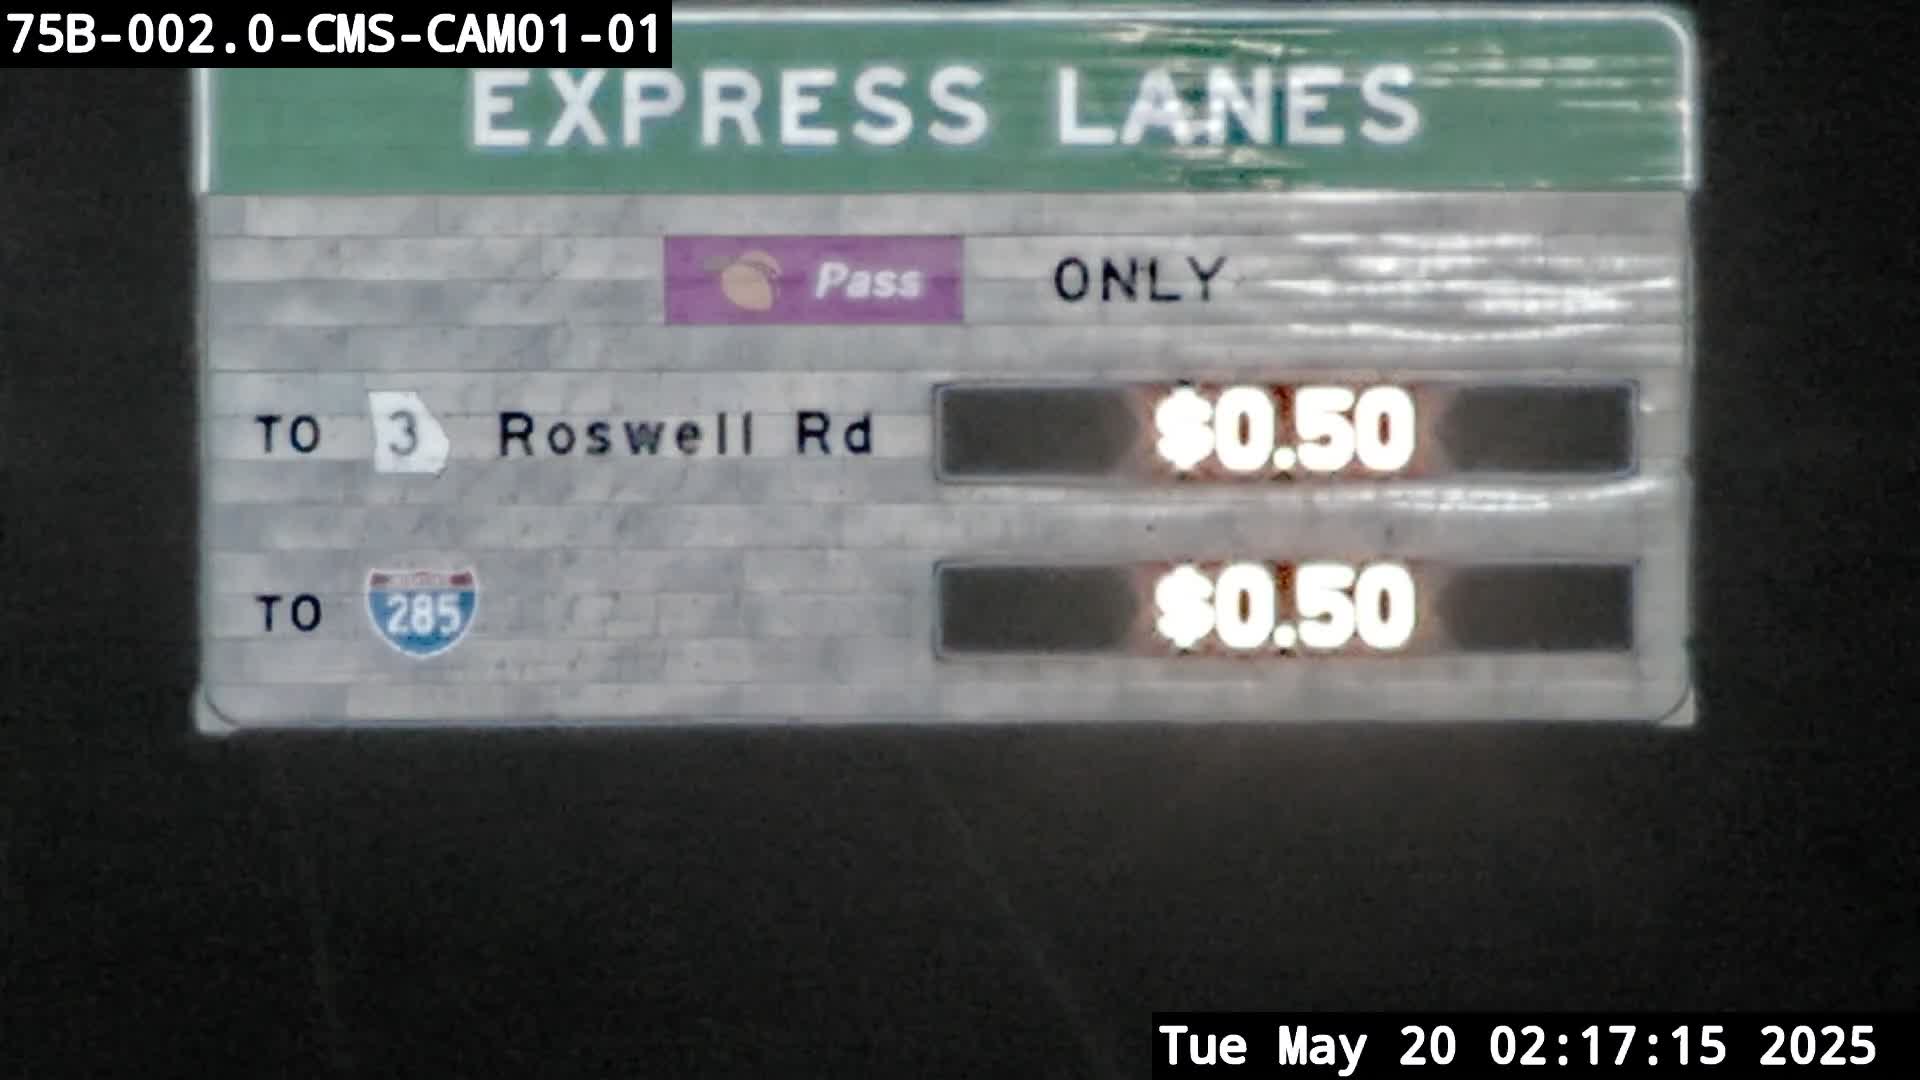 75B-002.0-CMS-CAM01-01
EXPRESS LANES
Pass ONLY
TO 3 Roswell Rd $0.50
TO 285 $0.50
Tue May 20 02:17:15 2025